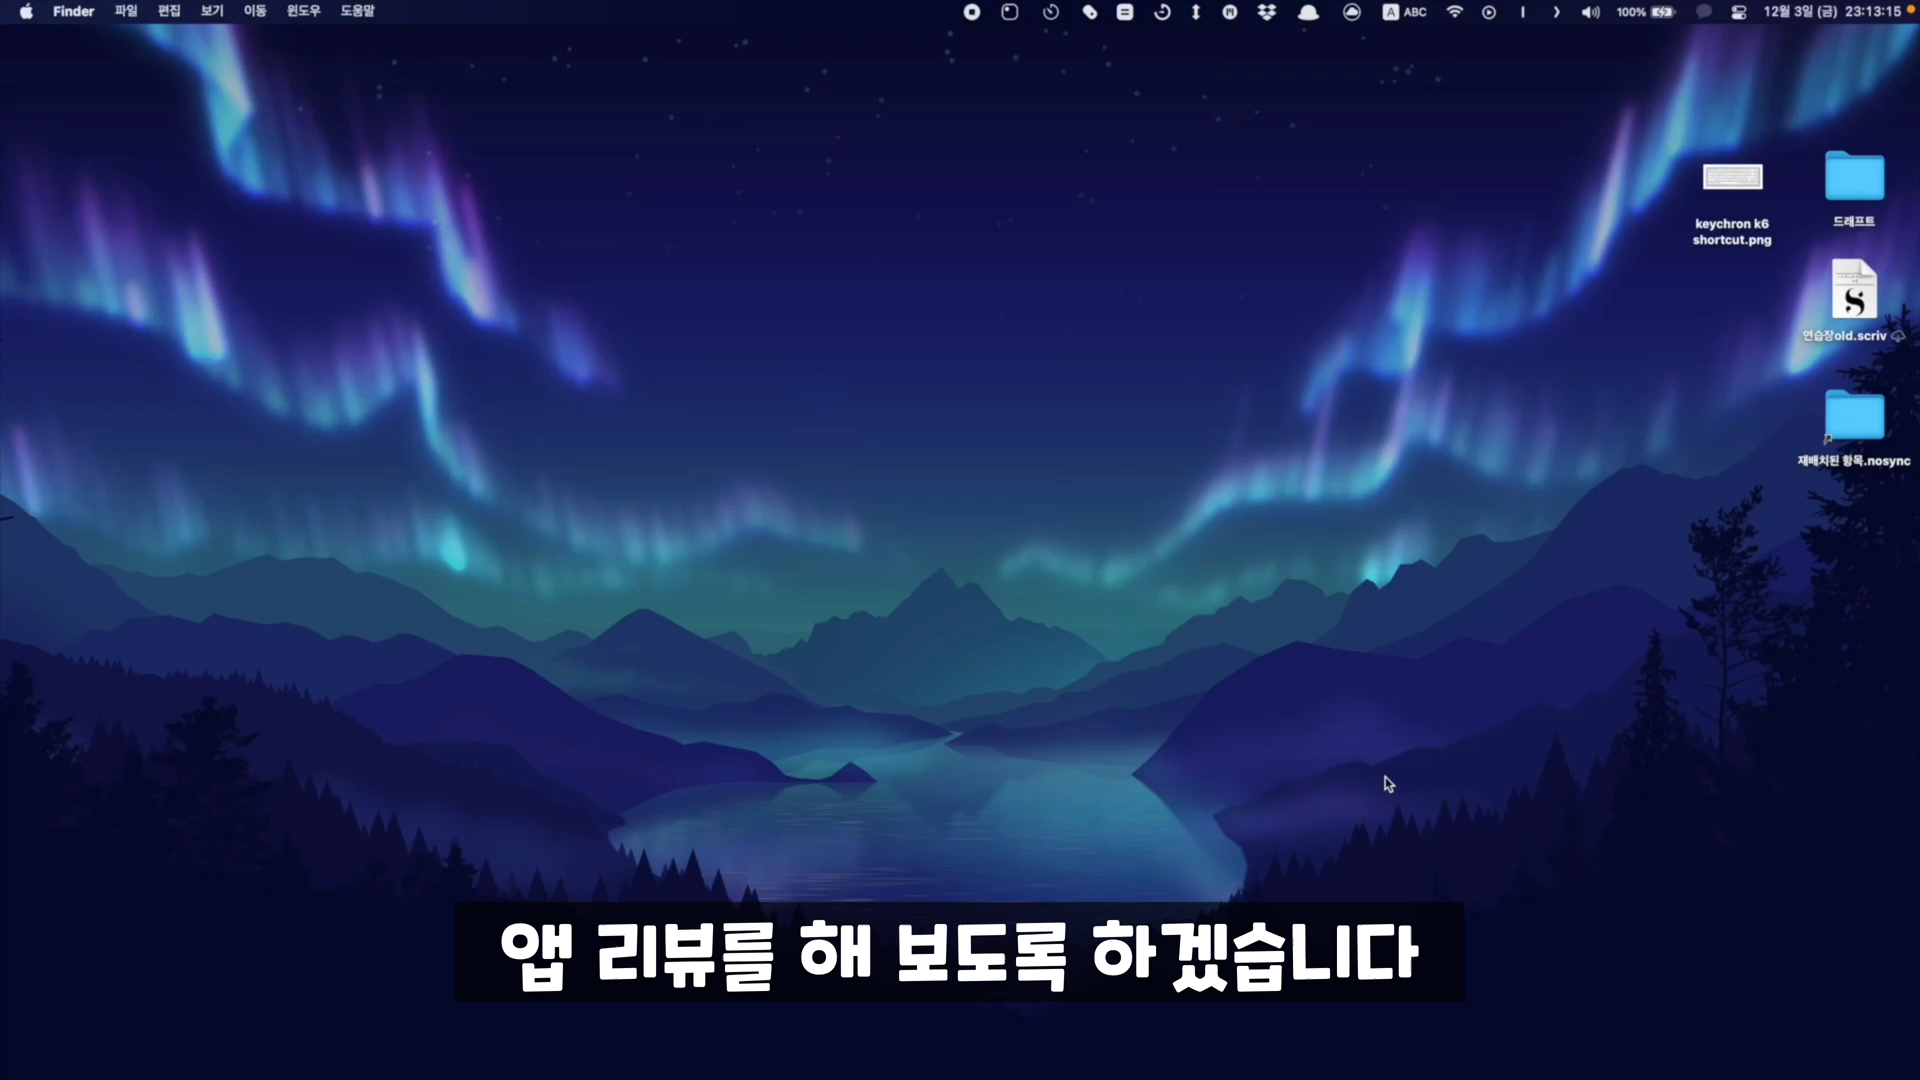 Finder 파일 편집 보기 이동 윈도우 도움말 A ABC 100% 12월 3일 (금) 23:13:15
keychron k6
shortcut.png
드래프트
연습장old.scriv
재배치된 항목.nosync
앱 리뷰를 해 보도록 하겠습니다